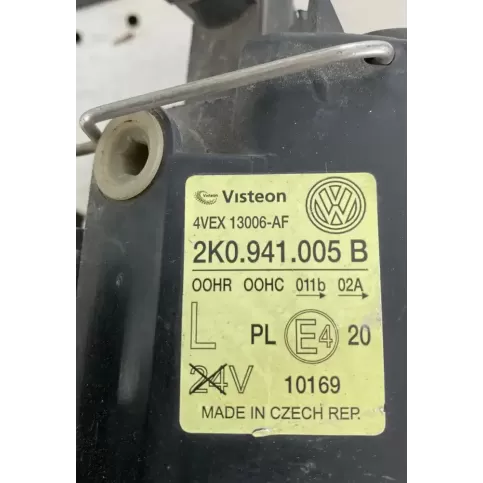 Visteon
4VEX 13006-AF
2K0.941.005 B
OOHR OOHC 011b 02A
L PL E4 20
24V 10169
MADE IN CZECH REP.